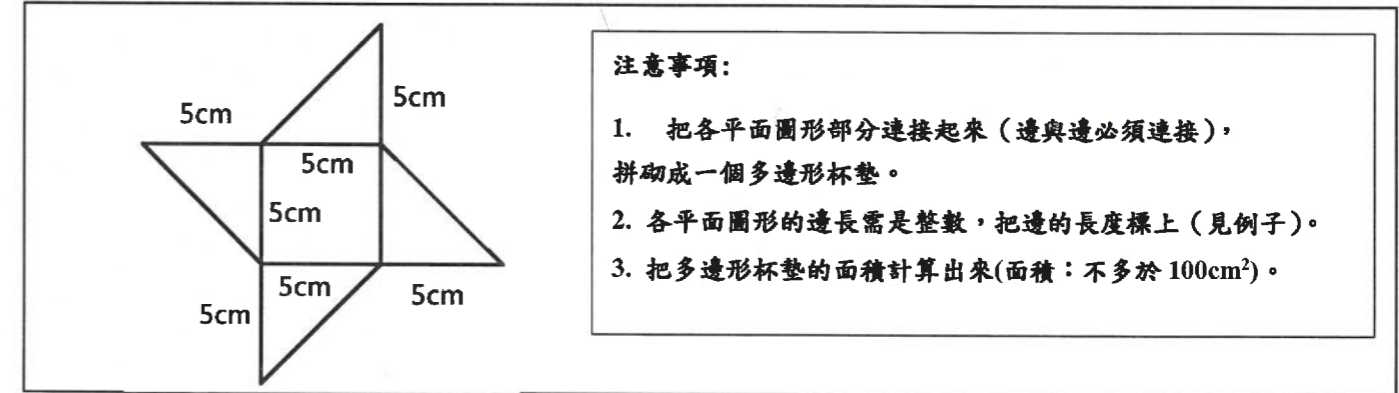 5cm
5cm
5cm
5cm
5cm
5cm
5cm
注意事項:
1. 把各平面圖形部分連接起來（邊與邊必須連接），
拼砌成一個多邊形杯墊。
2. 各平面圖形的邊長需是整數，把邊的長度標上（見例子）。
3. 把多邊形杯墊的面積計算出來(面積：不多於 100cm²)。